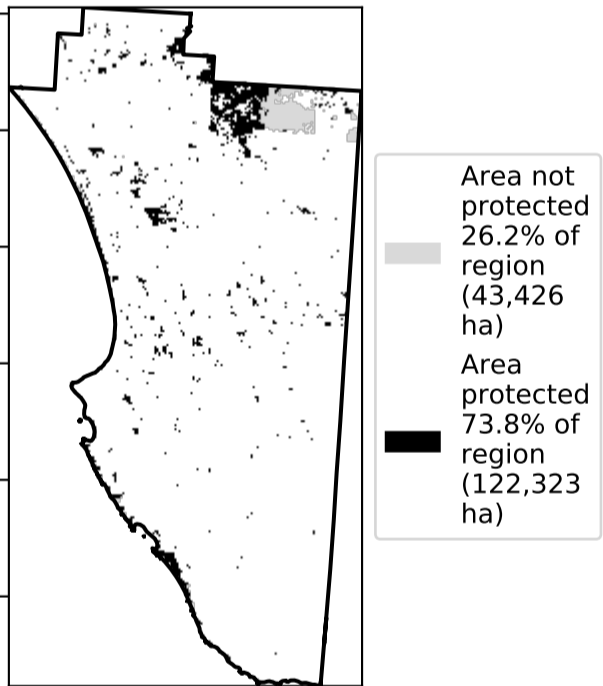 Area not
protected
26.2% of
region
(43,426
ha)
Area
protected
73.8% of
region
(122,323
ha)